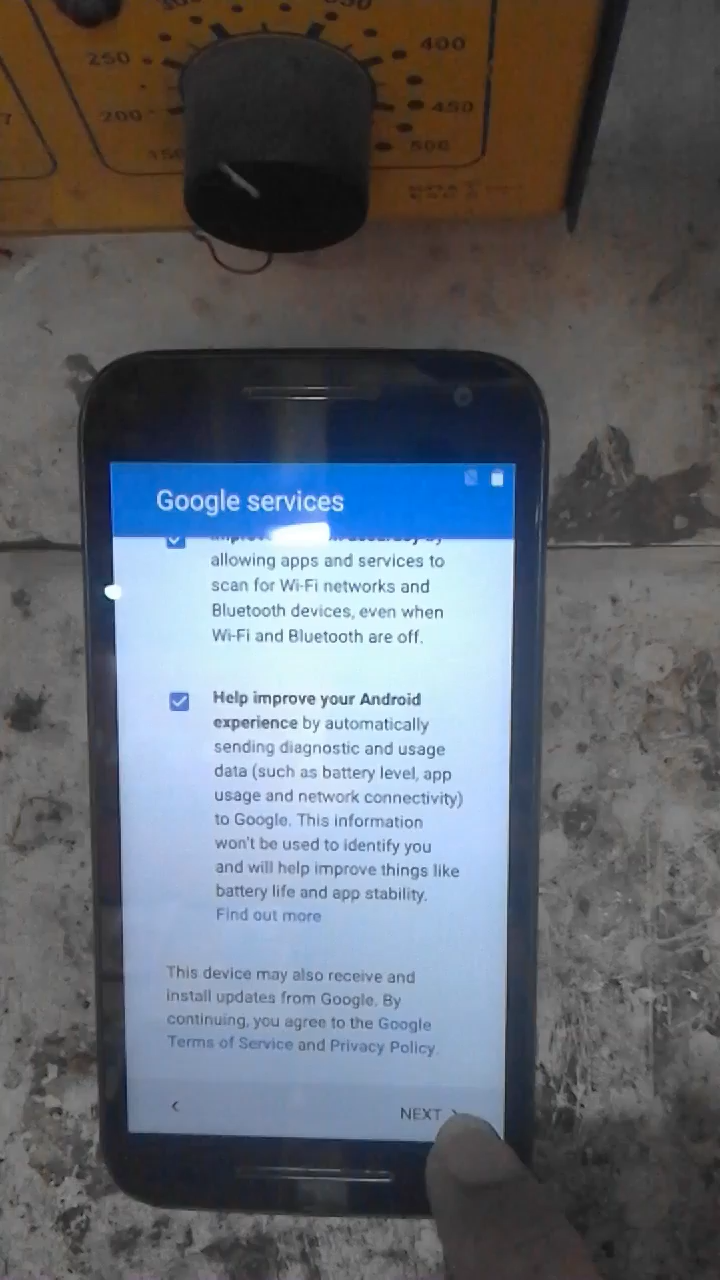 350
400
250
450
200
500
150
7
Google services
accuracy by
allowing apps and services to
scan for Wi-Fi networks and
Bluetooth devices, even when
Wi-Fi and Bluetooth are off.
Help improve your Android
experience by automatically
sending diagnostic and usage
data (such as battery level, app
usage and network connectivity)
to Google. This information
won't be used to identify you
and will help improve things like
battery life and app stability.
Find out more
This device may also receive and
install updates from Google. By
continuing, you agree to the Google
Terms of Service and Privacy Policy.
NEXT